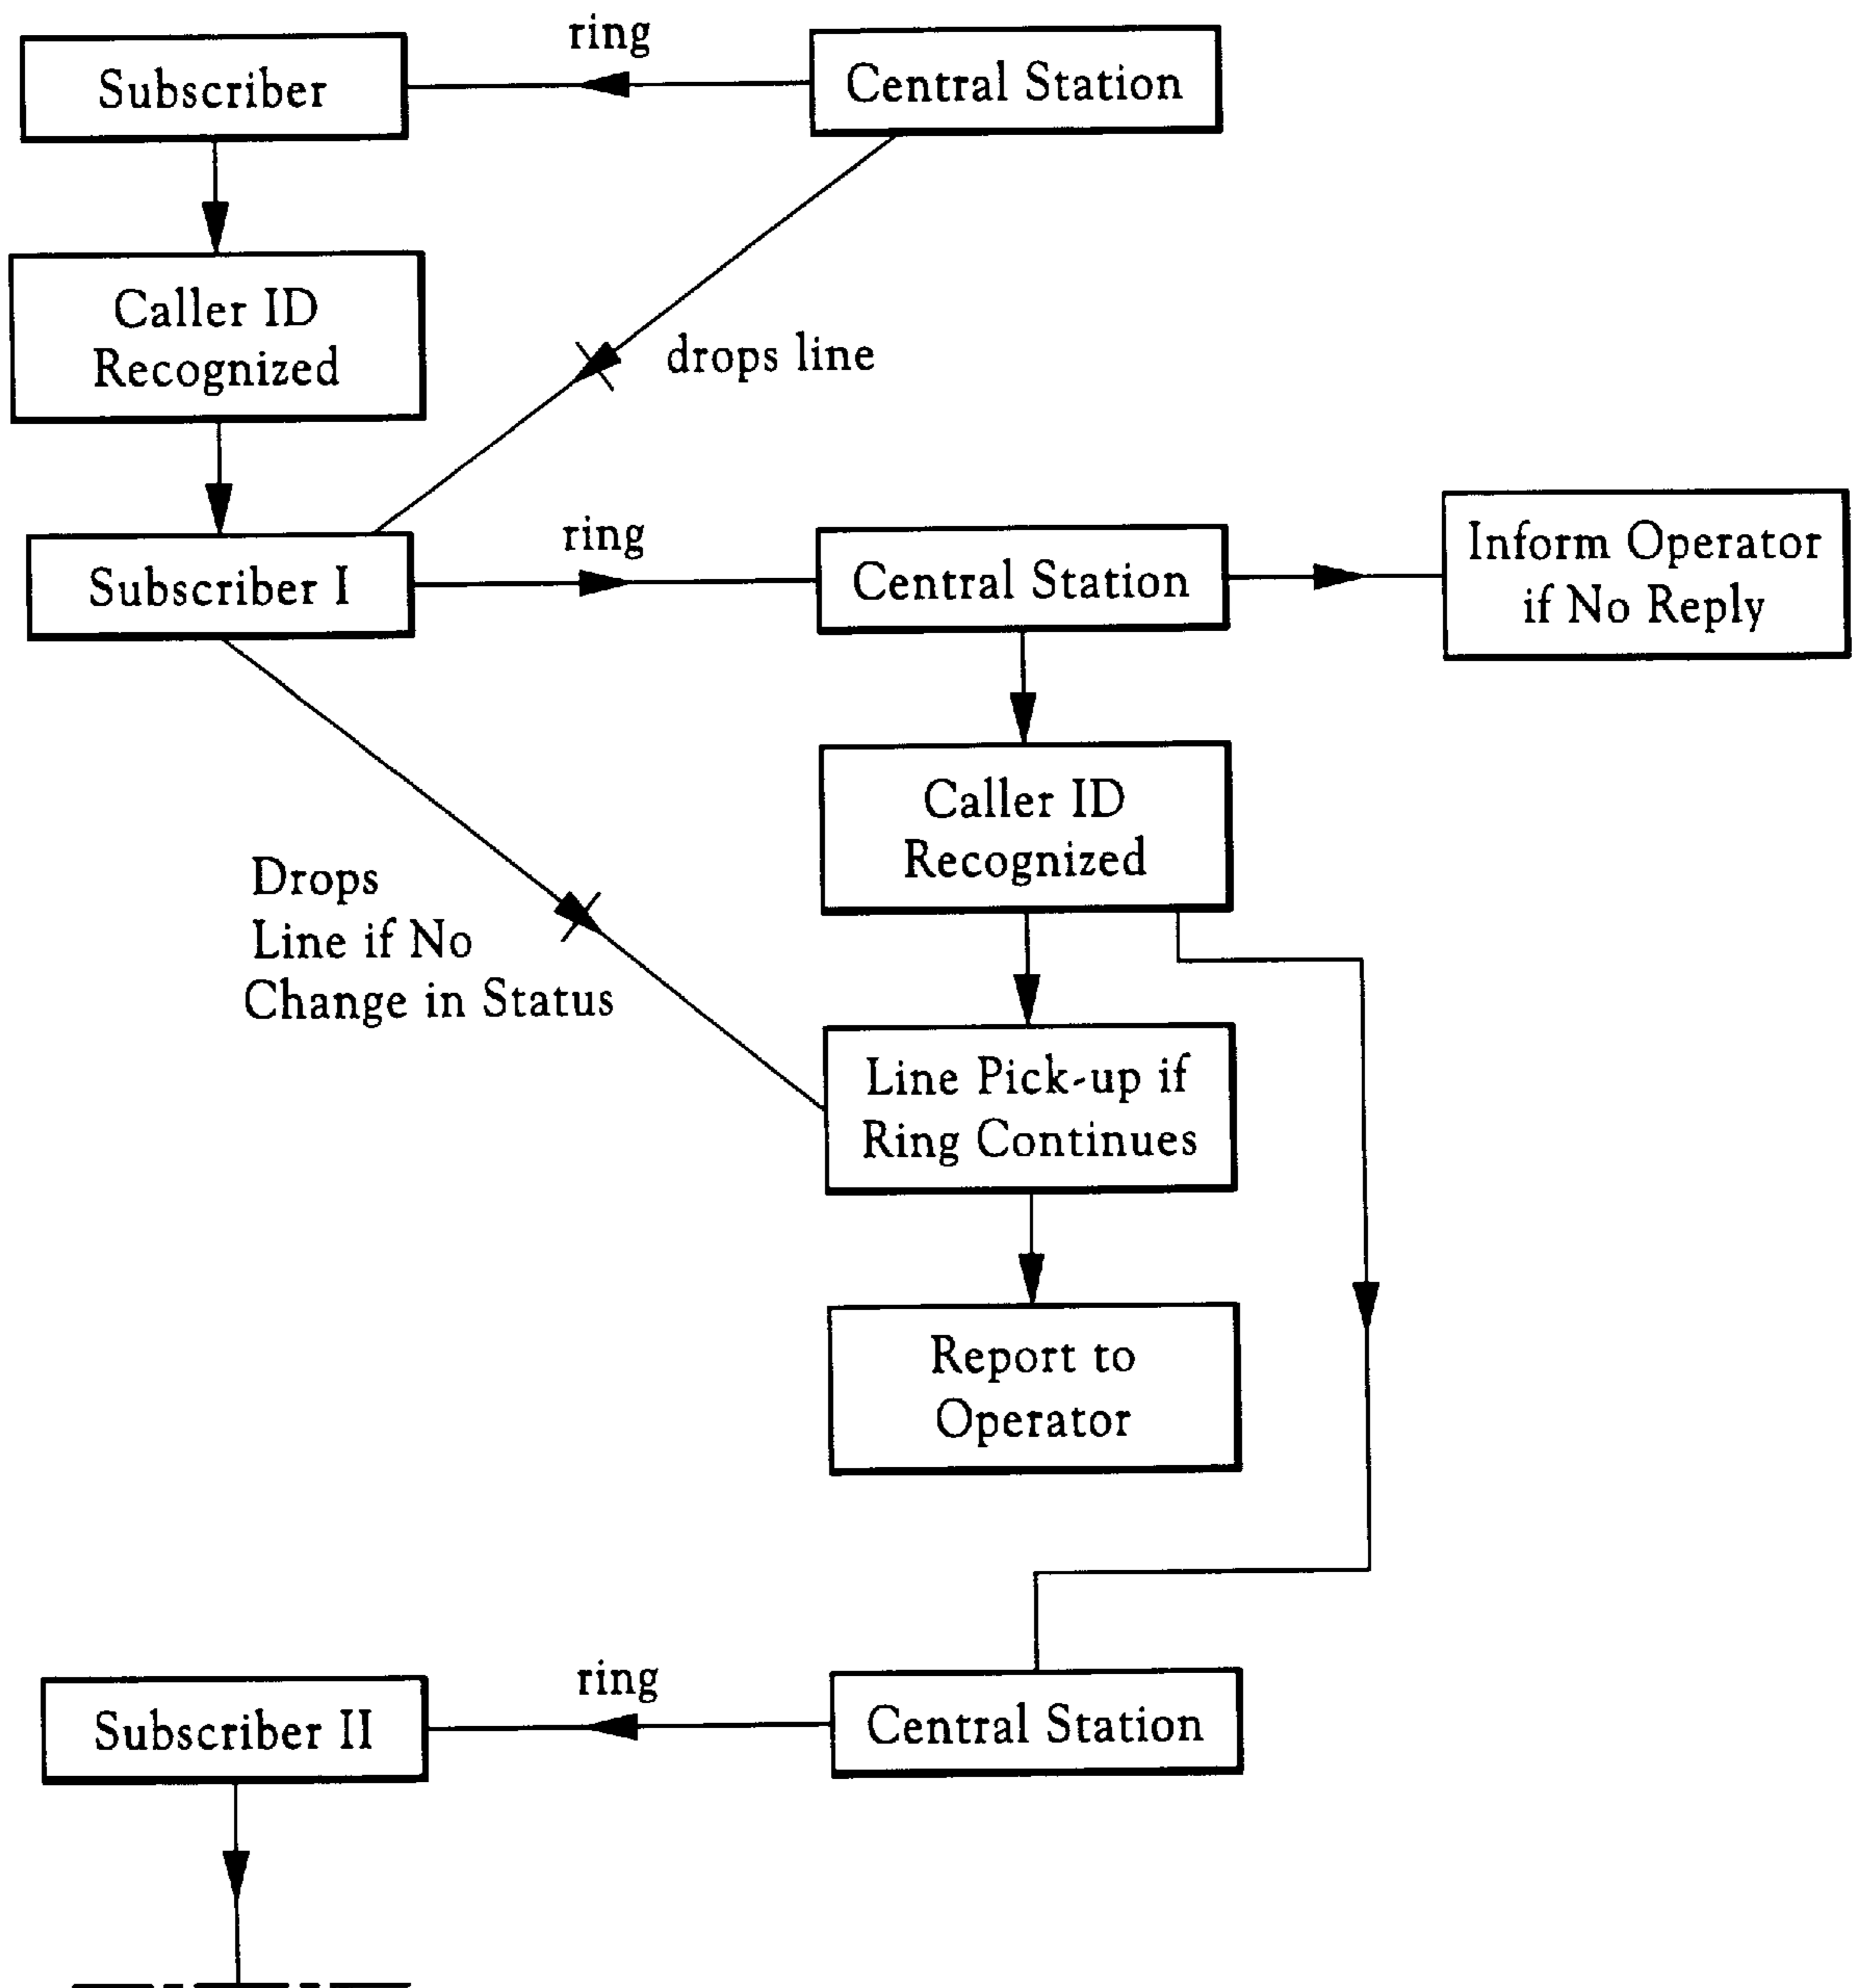 ring
Subscriber
Central Station
Caller ID
Recognized
drops line
Subscriber I
ring
Central Station
Inform Operator
if No Reply
Caller ID
Recognized
Drops
Line if No
Change in Status
Line Pick-up if
Ring Continues
Report to
Operator
ring
Subscriber II
Central Station